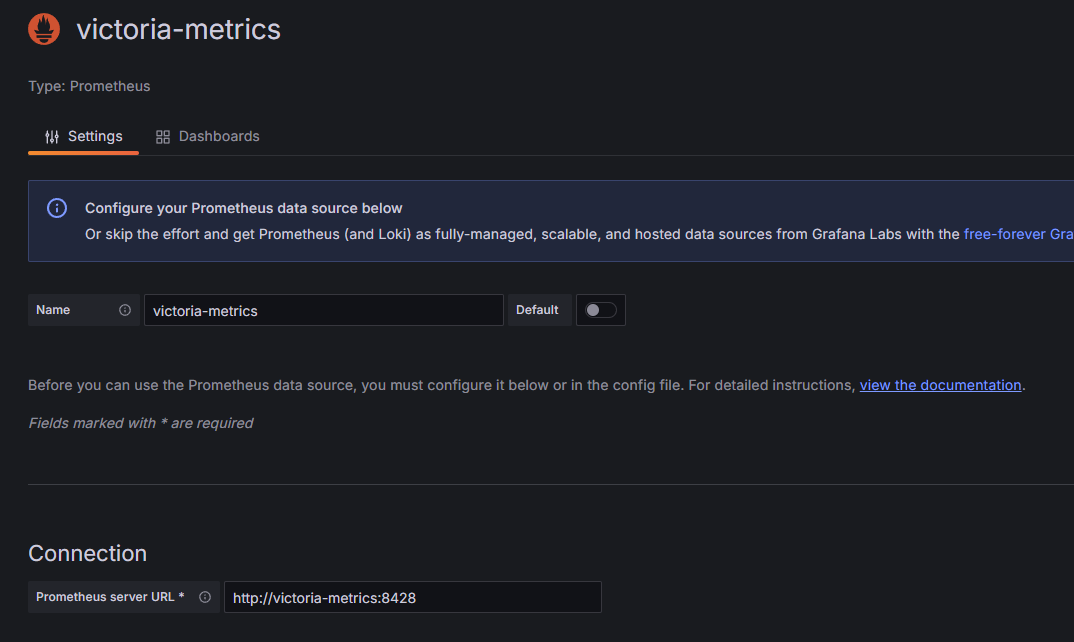 victoria-metrics
Type: Prometheus
Settings Dashboards
Configure your Prometheus data source below
Or skip the effort and get Prometheus (and Loki) as fully-managed, scalable, and hosted data sources from Grafana Labs with the free-forever Gra
Name victoria-metrics Default
Before you can use the Prometheus data source, you must configure it below or in the config file. For detailed instructions, view the documentation.
Fields marked with * are required
Connection
Prometheus server URL * http://victoria-metrics:8428